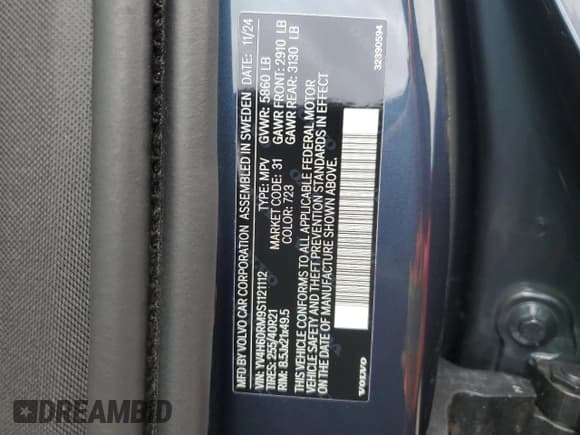 MFD BY VOLVO CAR CORPORATION ASSEMBLED IN SWEDEN DATE: 11/24
VIN: YV4H60RM9S1121112 TYPE: MPV GVWR: 5860 LB
TIRES: 255/40R21 MARKET CODE: 31 GAWR FRONT: 2910 LB
RIM: 8.5Jx21x49.5 COLOR: 723 GAWR REAR: 3130 LB
THIS VEHICLE CONFORMS TO ALL APPLICABLE FEDERAL MOTOR
VEHICLE SAFETY AND THEFT PREVENTION STANDARDS IN EFFECT
ON THE DATE OF MANUFACTURE SHOWN ABOVE.
VOLVO 32390594
DREAMBID